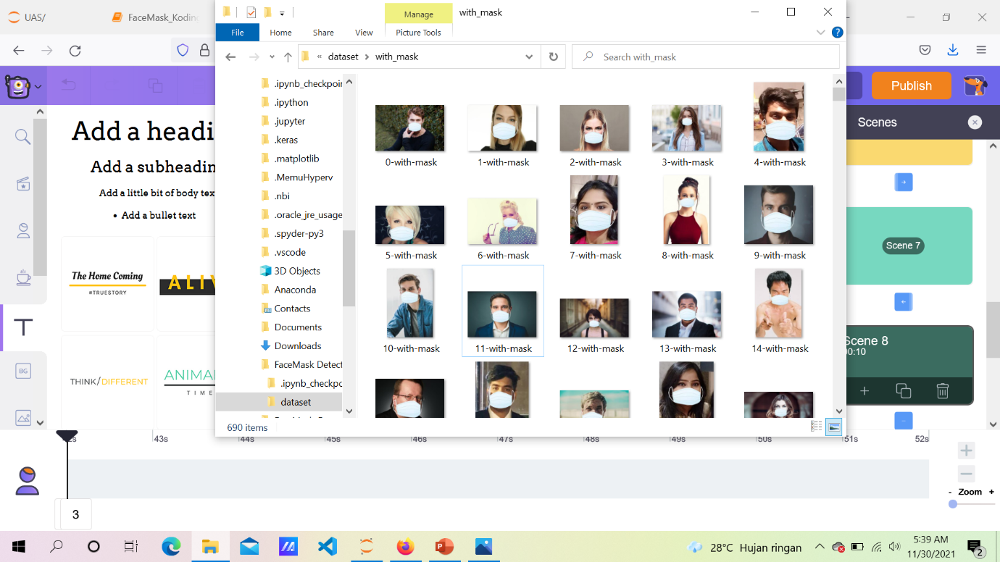 UAS/
FaceMask_Koding
Manage
with_mask
File
Home
Share
View
Picture Tools
« dataset > with_mask
Search with_mask
Publish
Scenes
Add a headi
Add a subheadin
Add a little bit of body tex
• Add a bullet text
The Home Coming
#TRUESTORY
ALIV
THINK/DIFFERENT
ANIMA
TIME
BG
.ipynb_checkpoin
.ipython
.jupyter
.keras
.matplotlib
.MemuHyperv
.nbi
.oracle_jre_usage
.spyder-py3
.vscode
3D Objects
Anaconda
Contacts
Documents
Downloads
FaceMask Detect
.ipynb_checkpo
dataset
0-with-mask
1-with-mask
2-with-mask
3-with-mask
4-with-mask
5-with-mask
6-with-mask
7-with-mask
8-with-mask
9-with-mask
10-with-mask
11-with-mask
12-with-mask
13-with-mask
14-with-mask
690 items
Scene 7
Scene 8
00:10
43s
44s
45s
46s
47s
48s
49s
50s
51s
52s
- Zoom +
3
28°C Hujan ringan
5:39 AM
11/30/2021
2